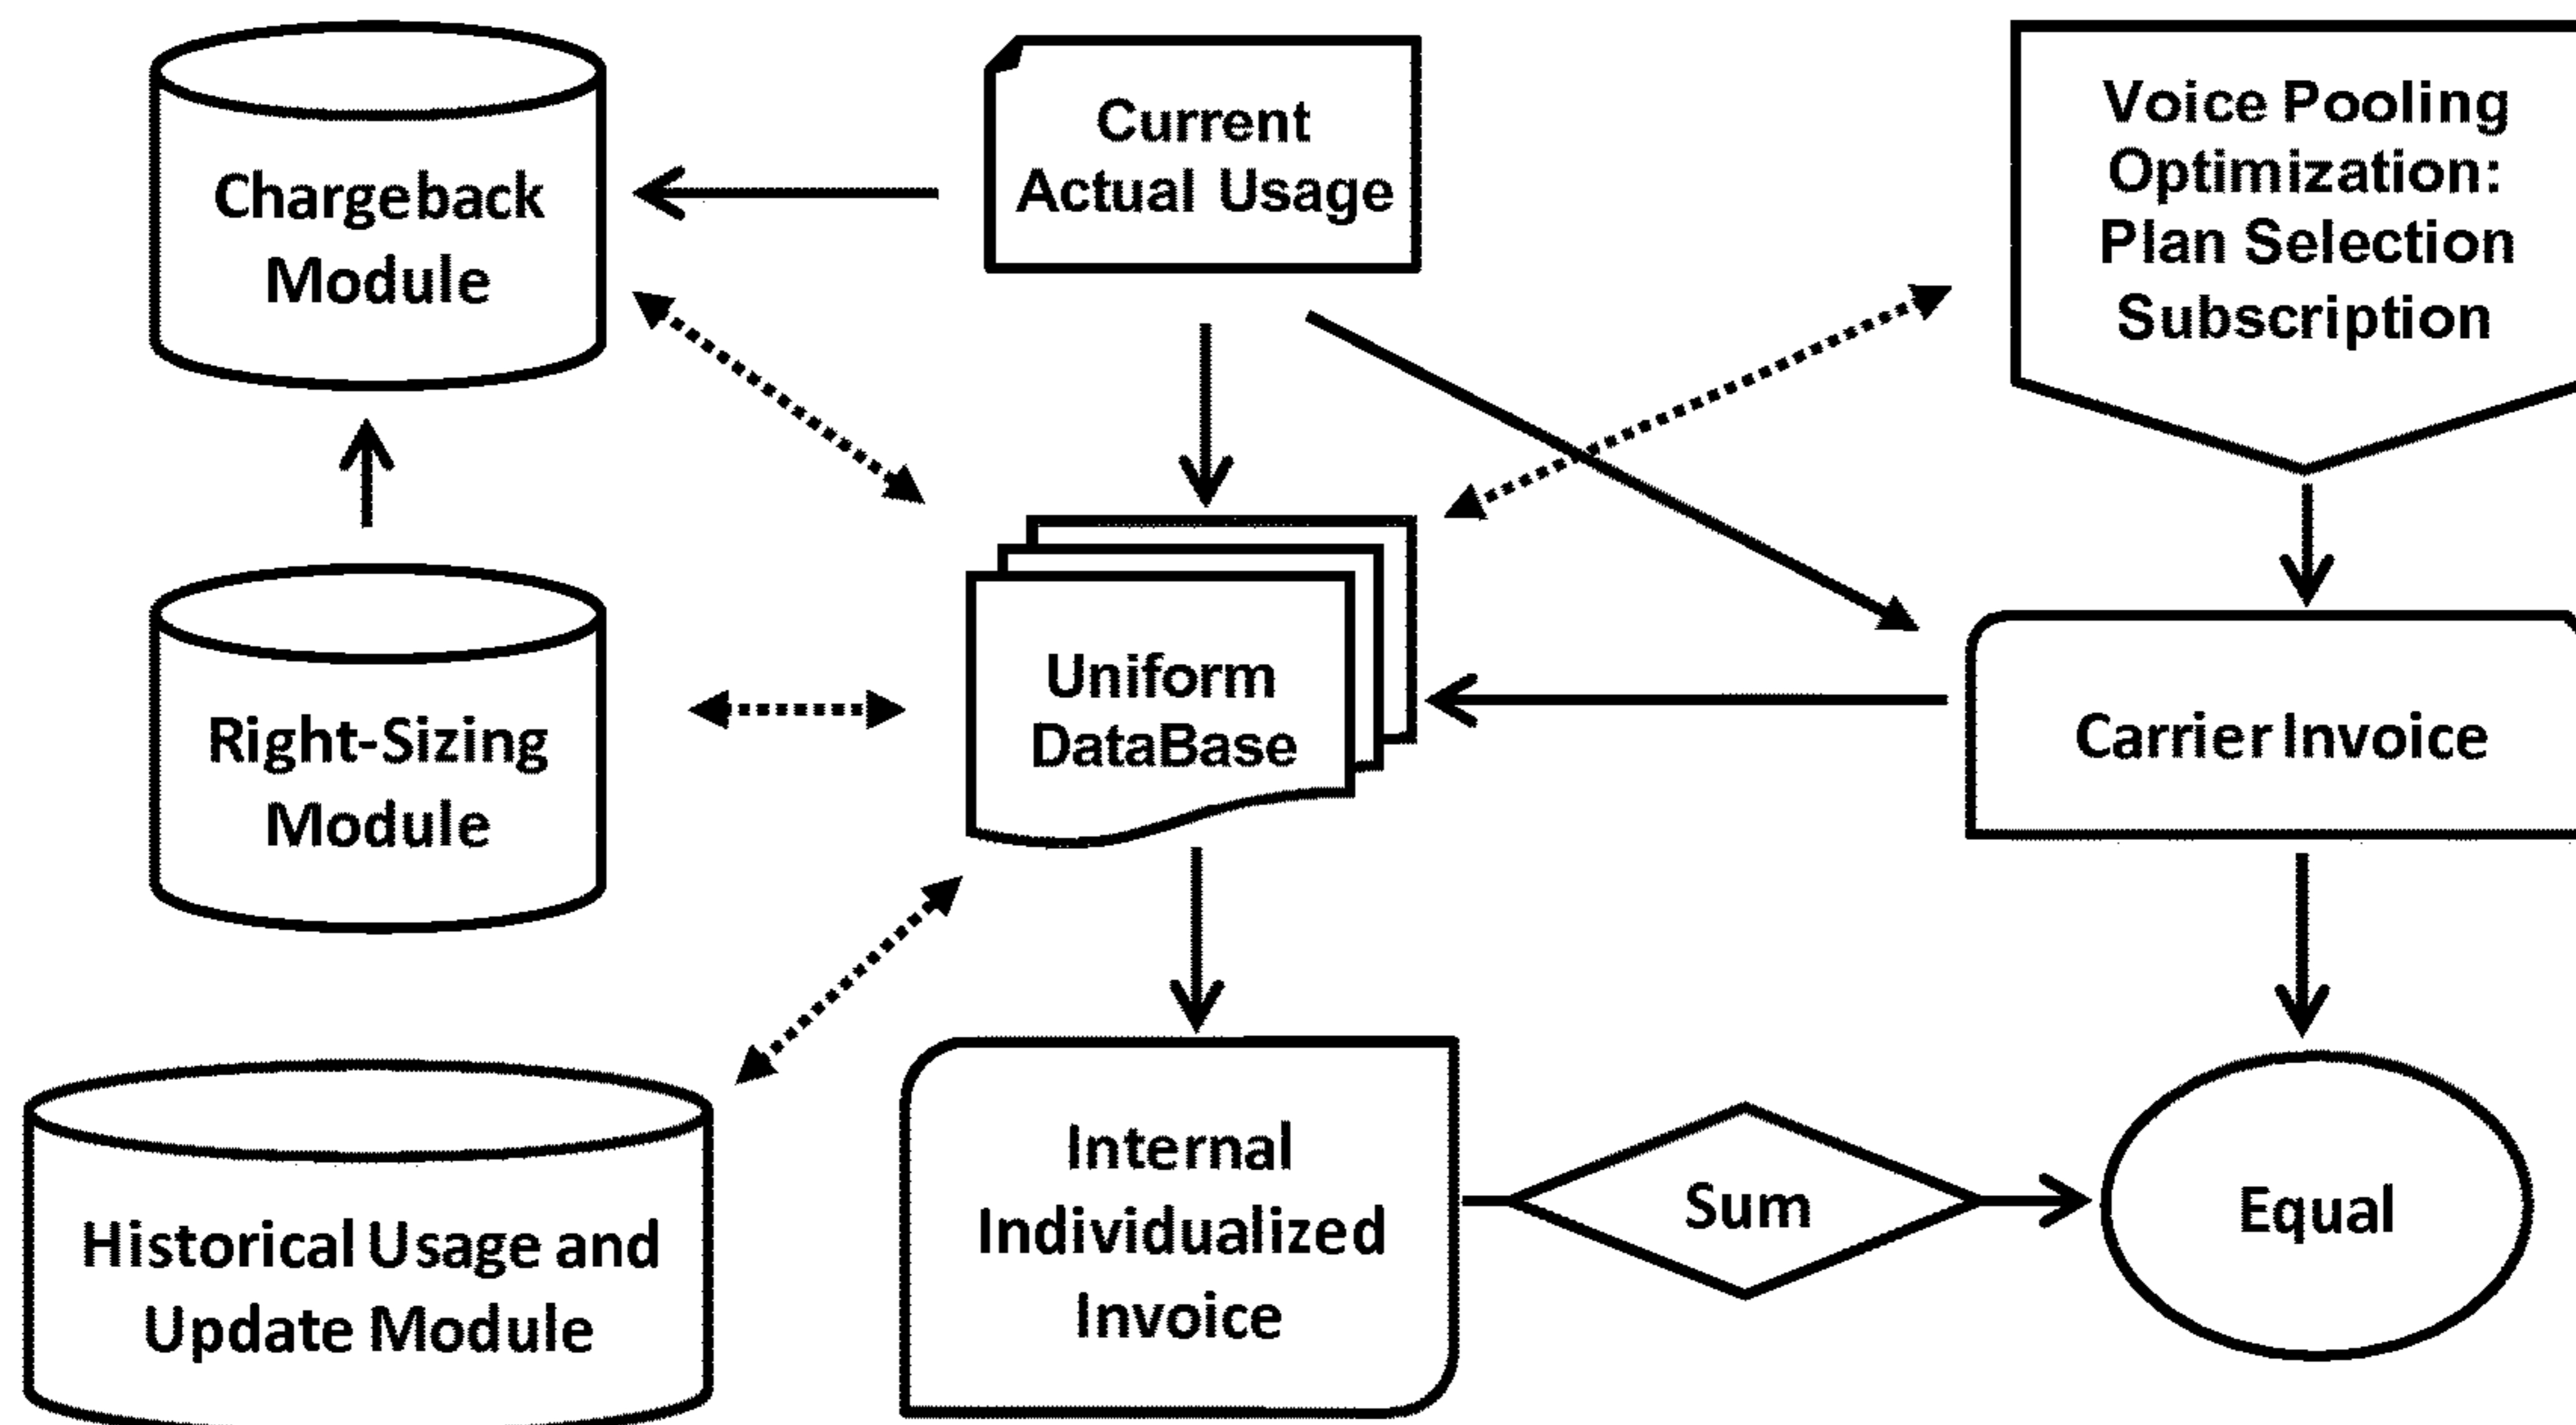 Chargeback
Module
Current
Actual Usage
Voice Pooling
Optimization:
Plan Selection
Subscription
Right-Sizing
Module
Uniform
DataBase
Carrier Invoice
Historical Usage and
Update Module
Internal
Individualized
Invoice
Sum
Equal